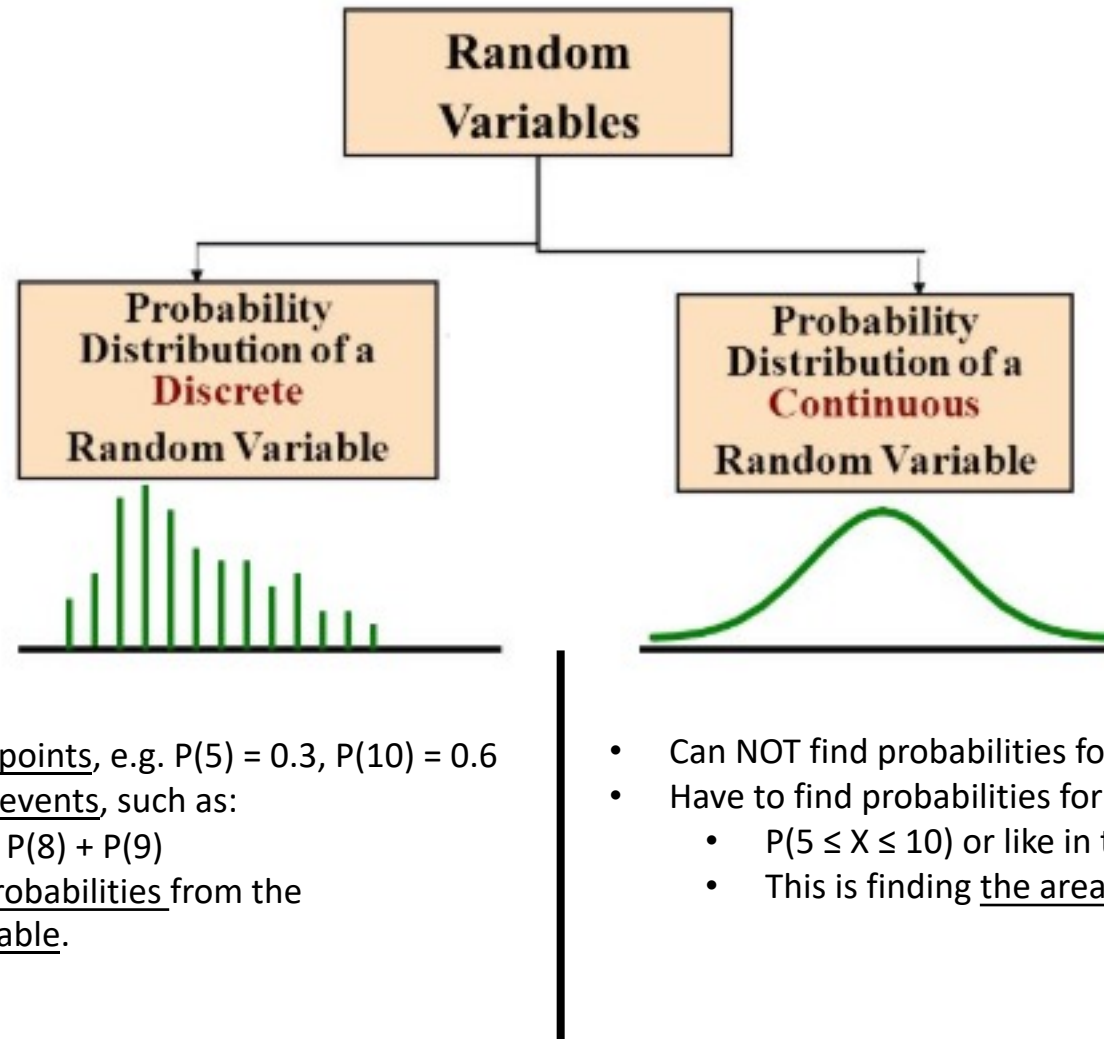 Random
Variables
Probability
Distribution of a
Discrete
Random Variable
Probability
Distribution of a
Continuous
Random Variable
points, e.g. P(5) = 0.3, P(10) = 0.6
events, such as:
P(8) + P(9)
robabilities from the
able.
• Can NOT find probabilities fo
• Have to find probabilities for
• P(5 ≤ X ≤ 10) or like in t
• This is finding the area